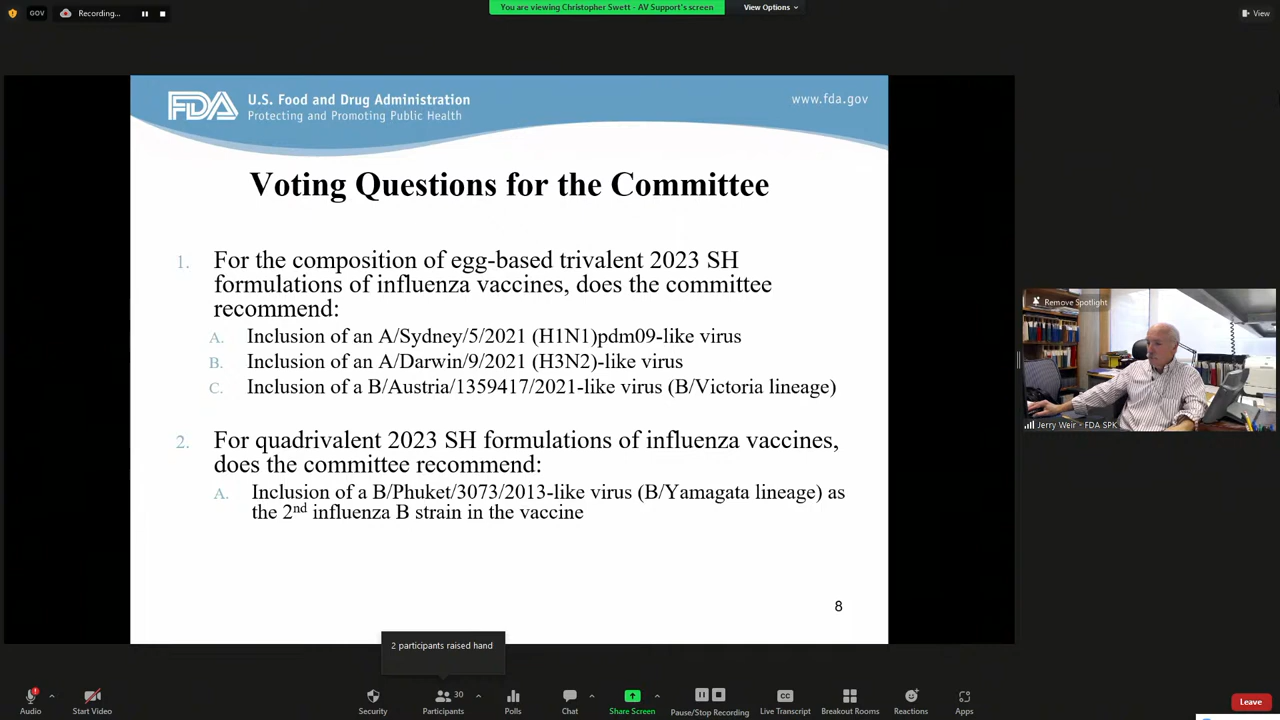 GOV
Recording...
You are viewing Christopher Swett - AV Support's screen
View Options
View
FDA
U.S. Food and Drug Administration
Protecting and Promoting Public Health
www.fda.gov
Voting Questions for the Committee
1. For the composition of egg-based trivalent 2023 SH
formulations of influenza vaccines, does the committee
recommend:
A. Inclusion of an A/Sydney/5/2021 (H1N1)pdm09-like virus
B. Inclusion of an A/Darwin/9/2021 (H3N2)-like virus
C. Inclusion of a B/Austria/1359417/2021-like virus (B/Victoria lineage)
2. For quadrivalent 2023 SH formulations of influenza vaccines,
does the committee recommend:
A. Inclusion of a B/Phuket/3073/2013-like virus (B/Yamagata lineage) as
the 2nd influenza B strain in the vaccine
8
Remove Spotlight
Jerry Weir - FDA SPK
2 participants raised hand
30
Audio
Start Video
Security
Participants
Polls
Chat
Share Screen
Pause/Stop Recording
CC
Live Transcript
Breakout Rooms
Reactions
Apps
Leave